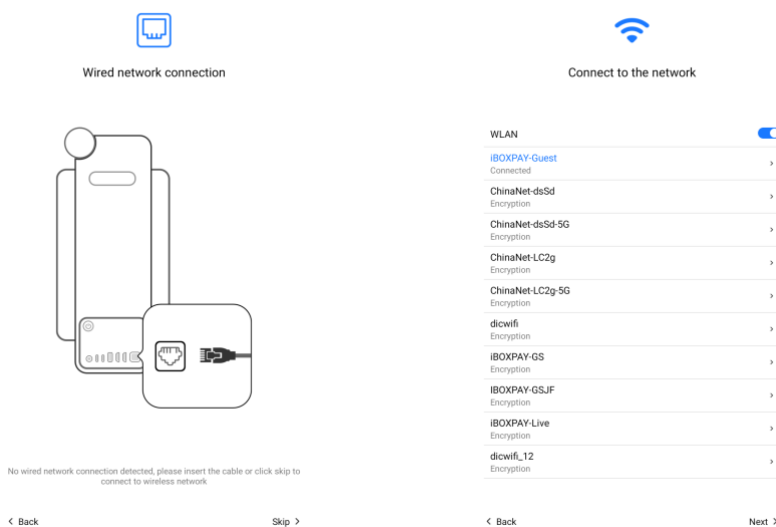 Wired network connection
No wired network connection detected, please insert the cable or click skip to
connect to wireless network
Back
Skip
Connect to the network
WLAN
iBOXPAY-Guest
Connected
ChinaNet-dsSd
Encryption
ChinaNet-dsSd-5G
Encryption
ChinaNet-LC2g
Encryption
ChinaNet-LC2g-5G
Encryption
dicwifi
Encryption
iBOXPAY-GS
Encryption
IBOXPAY-GSJF
Encryption
iBOXPAY-Live
Encryption
dicwifi_12
Encryption
Back
Next